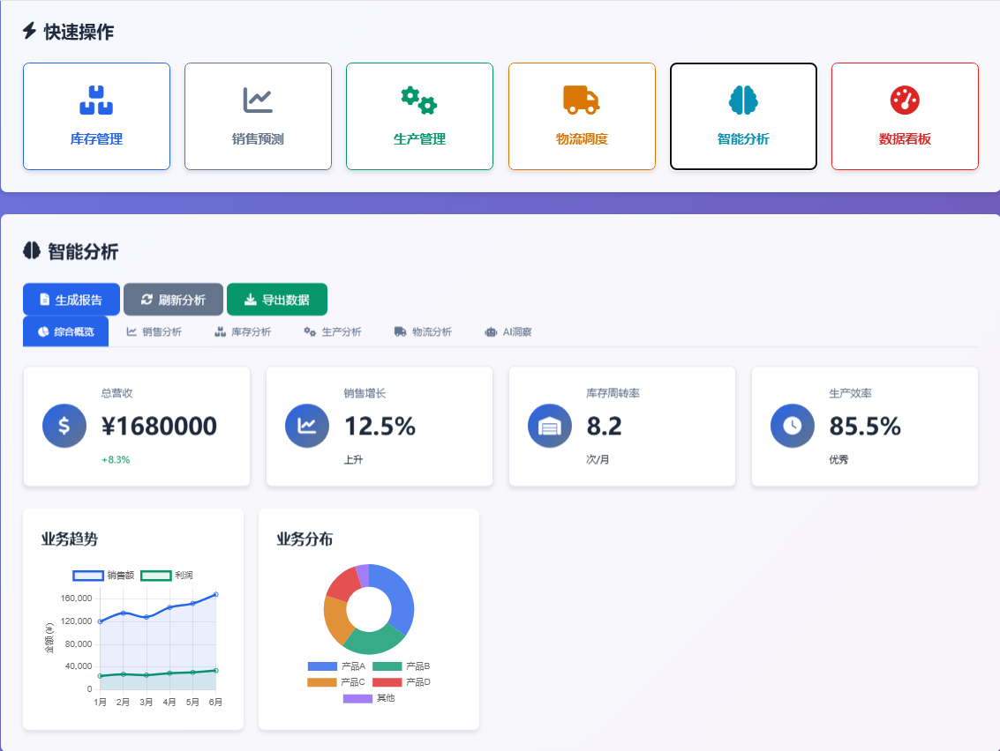 快速操作
库存管理 销售预测 生产管理 物流调度 智能分析 数据看板
智能分析
生成报告 刷新分析 导出数据
综合概览 销售分析 库存分析 生产分析 物流分析 AI洞察
总营收 销售增长 库存周转率 生产效率
$ ¥1680000 12.5% 8.2 85.5%
+8.3% 上升 次/月 优秀
业务趋势 业务分布
销售额 利润
160,000
120,000
80,000
40,000
0
金额 (¥)
1月 2月 3月 4月 5月 6月
产品A 产品B
产品C 产品D
其他